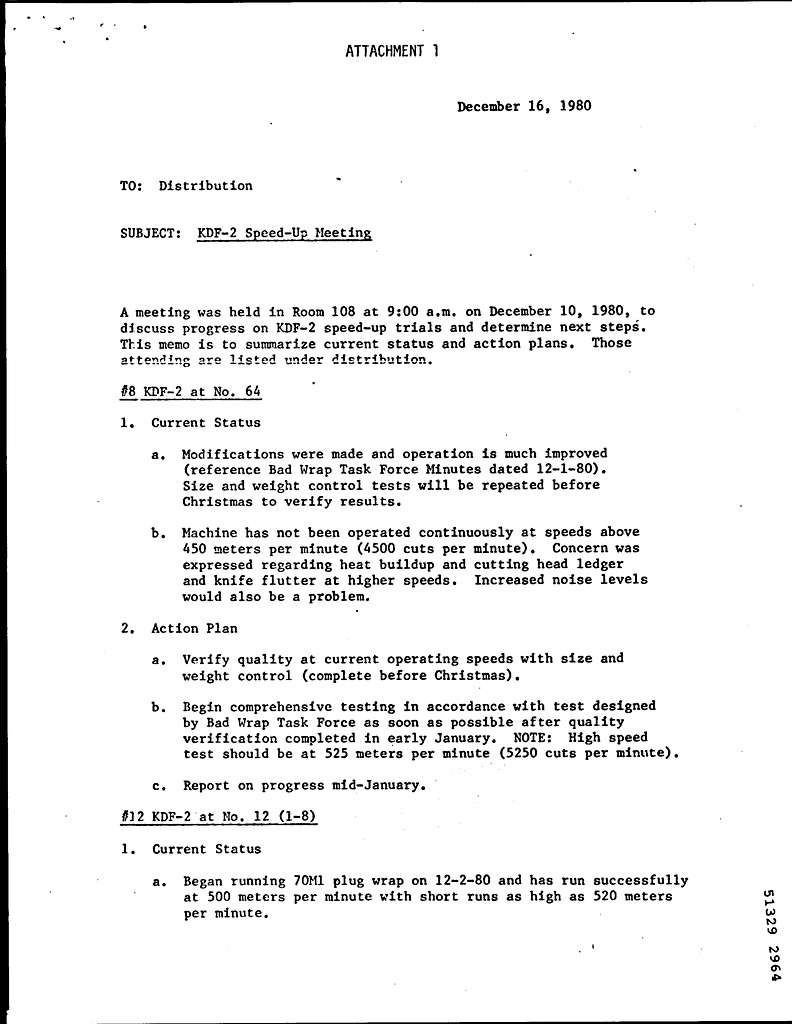 ATTACHMENT 1
December 16, 1980
TO: Distribution
SUBJECT: KDF-2 Speed-Up Meeting
A meeting was held in Room 108 at 9:00 a.m. on December 10, 1980, to
discuss progress on KDF-2 speed-up trials and determine next steps.
This memo is to summarize current status and action plans. Those
attending are listed under distribution.
#8 KDF-2 at No. 64
1. Current Status
a. Modifications were made and operation is much improved
(reference Bad Wrap Task Force Minutes dated 12-1-80).
Size and weight control tests will be repeated before
Christmas to verify results.
b. Machine has not been operated continuously at speeds above
450 meters per minute (4500 cuts per minute). Concern was
expressed regarding heat buildup and cutting head ledger
and knife flutter at higher speeds. Increased noise levels
would also be a problem.
2. Action Plan
a. Verify quality at current operating speeds with size and
weight control (complete before Christmas).
b. Begin comprehensive testing in accordance with test designed
by Bad Wrap Task Force as soon as possible after quality
verification completed in early January. NOTE: High speed
test should be at 525 meters per minute (5250 cuts per minute).
c. Report on progress mid-January.
#12 KDF-2 at No. 12 (1-8)
1. Current Status
a. Began running 70M1 plug wrap on 12-2-80 and has run successfully
at 500 meters per minute with short runs as high as 520 meters
per minute.
51329 2964